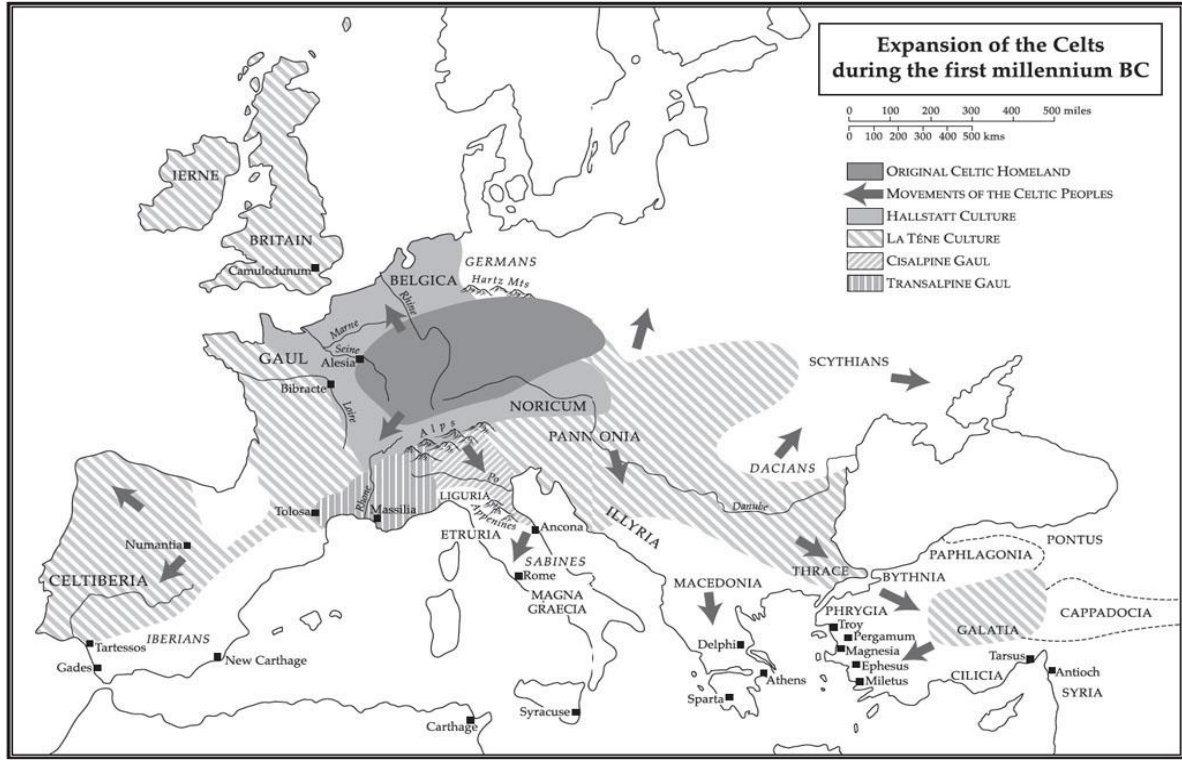 Expansion of the Celts
during the first millennium BC
0 100 200 300 400 500 miles
0 100 200 300 400 500 kms
ORIGINAL CELTIC HOMELAND
MOVEMENTS OF THE CELTIC PEOPLES
HALLSTATT CULTURE
LA TÉNE CULTURE
CISALPINE GAUL
TRANSALPINE GAUL
IERNE
BRITAIN
Camulodunum
GERMANS
Hartz Mts
BELGICA
Rhine
Marne
Seine
GAUL
Alesia
Bibracte
Loire
NORICUM
SCYTHIANS
Alps
PANNONIA
DACIANS
Po
LIGURIA
Rhone
Tolosa
Massilia
Appenines
Ancona
ETRURIA
ILLYRIA
Danube
Numantia
SABINES
Rome
MAGNA
GRAECIA
CELTIBERIA
THRACE
PONTUS
PAPHLAGONIA
BYTHNIA
MACEDONIA
PHRYGIA
CAPPADOCIA
Troy
GALATIA
Pergamum
IBERIANS
Tartessos
Delphi
Magnesia
Gades
New Carthage
Ephesus
Tarsus
Athens
CILICIA
Antioch
Miletus
SYRIA
Sparta
Syracuse
Carthage